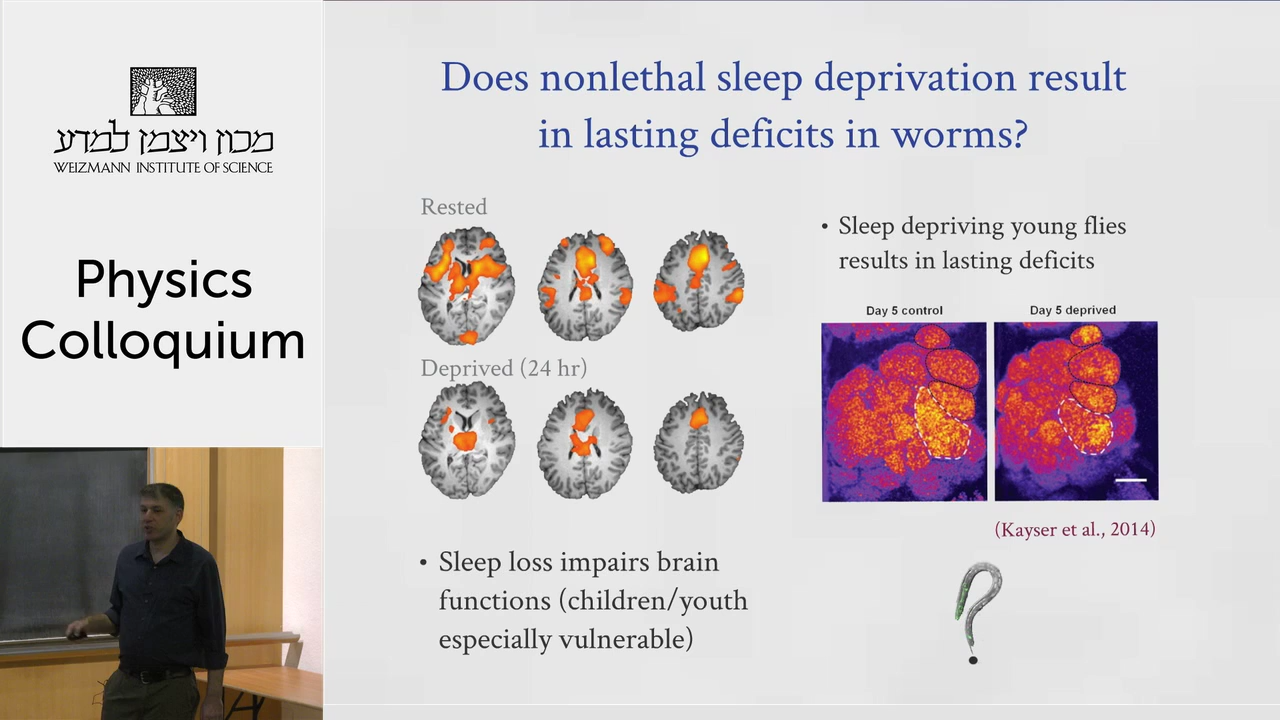 מכון ויצמן למדע
WEIZMANN INSTITUTE OF SCIENCE
Physics
Colloquium
Does nonlethal sleep deprivation result
in lasting deficits in worms?
Rested
Deprived (24 hr)
• Sleep loss impairs brain
functions (children/youth
especially vulnerable)
• Sleep depriving young flies
results in lasting deficits
Day 5 control
Day 5 deprived
(Kayser et al., 2014)